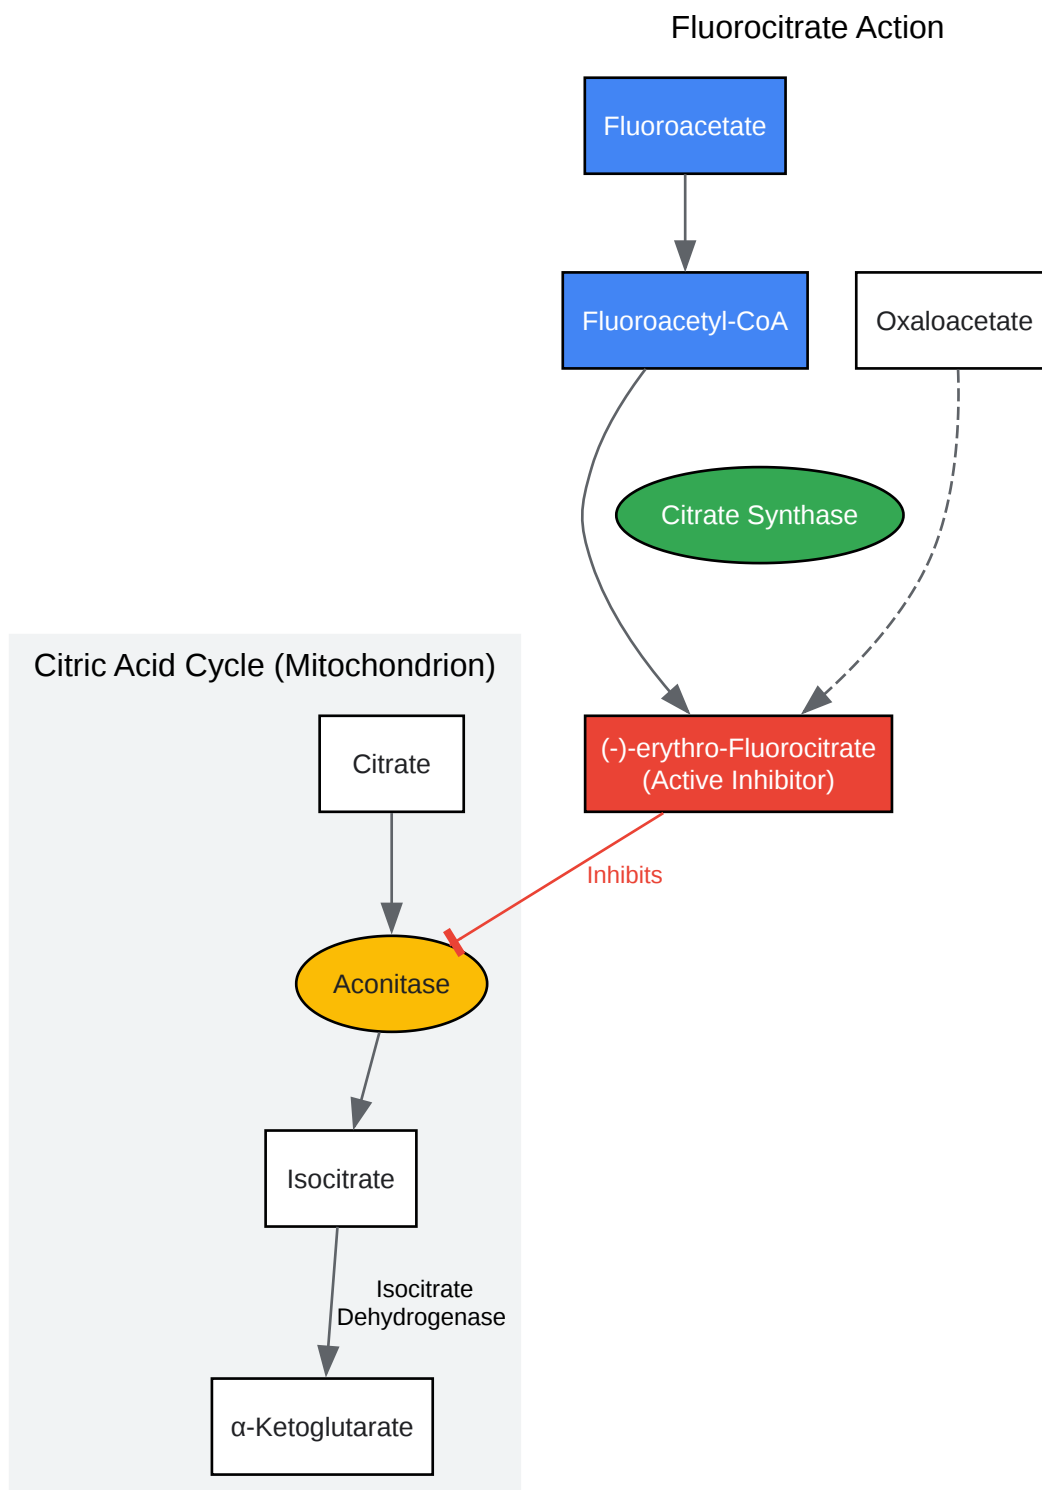 Fluorocitrate Action
Fluoroacetate
Fluoroacetyl-CoA
Oxaloacetate
Citrate Synthase
Citric Acid Cycle (Mitochondrion)
Citrate
(-)-erythro-Fluorocitrate
(Active Inhibitor)
Inhibits
Aconitase
Isocitrate
Isocitrate
Dehydrogenase
α-Ketoglutarate